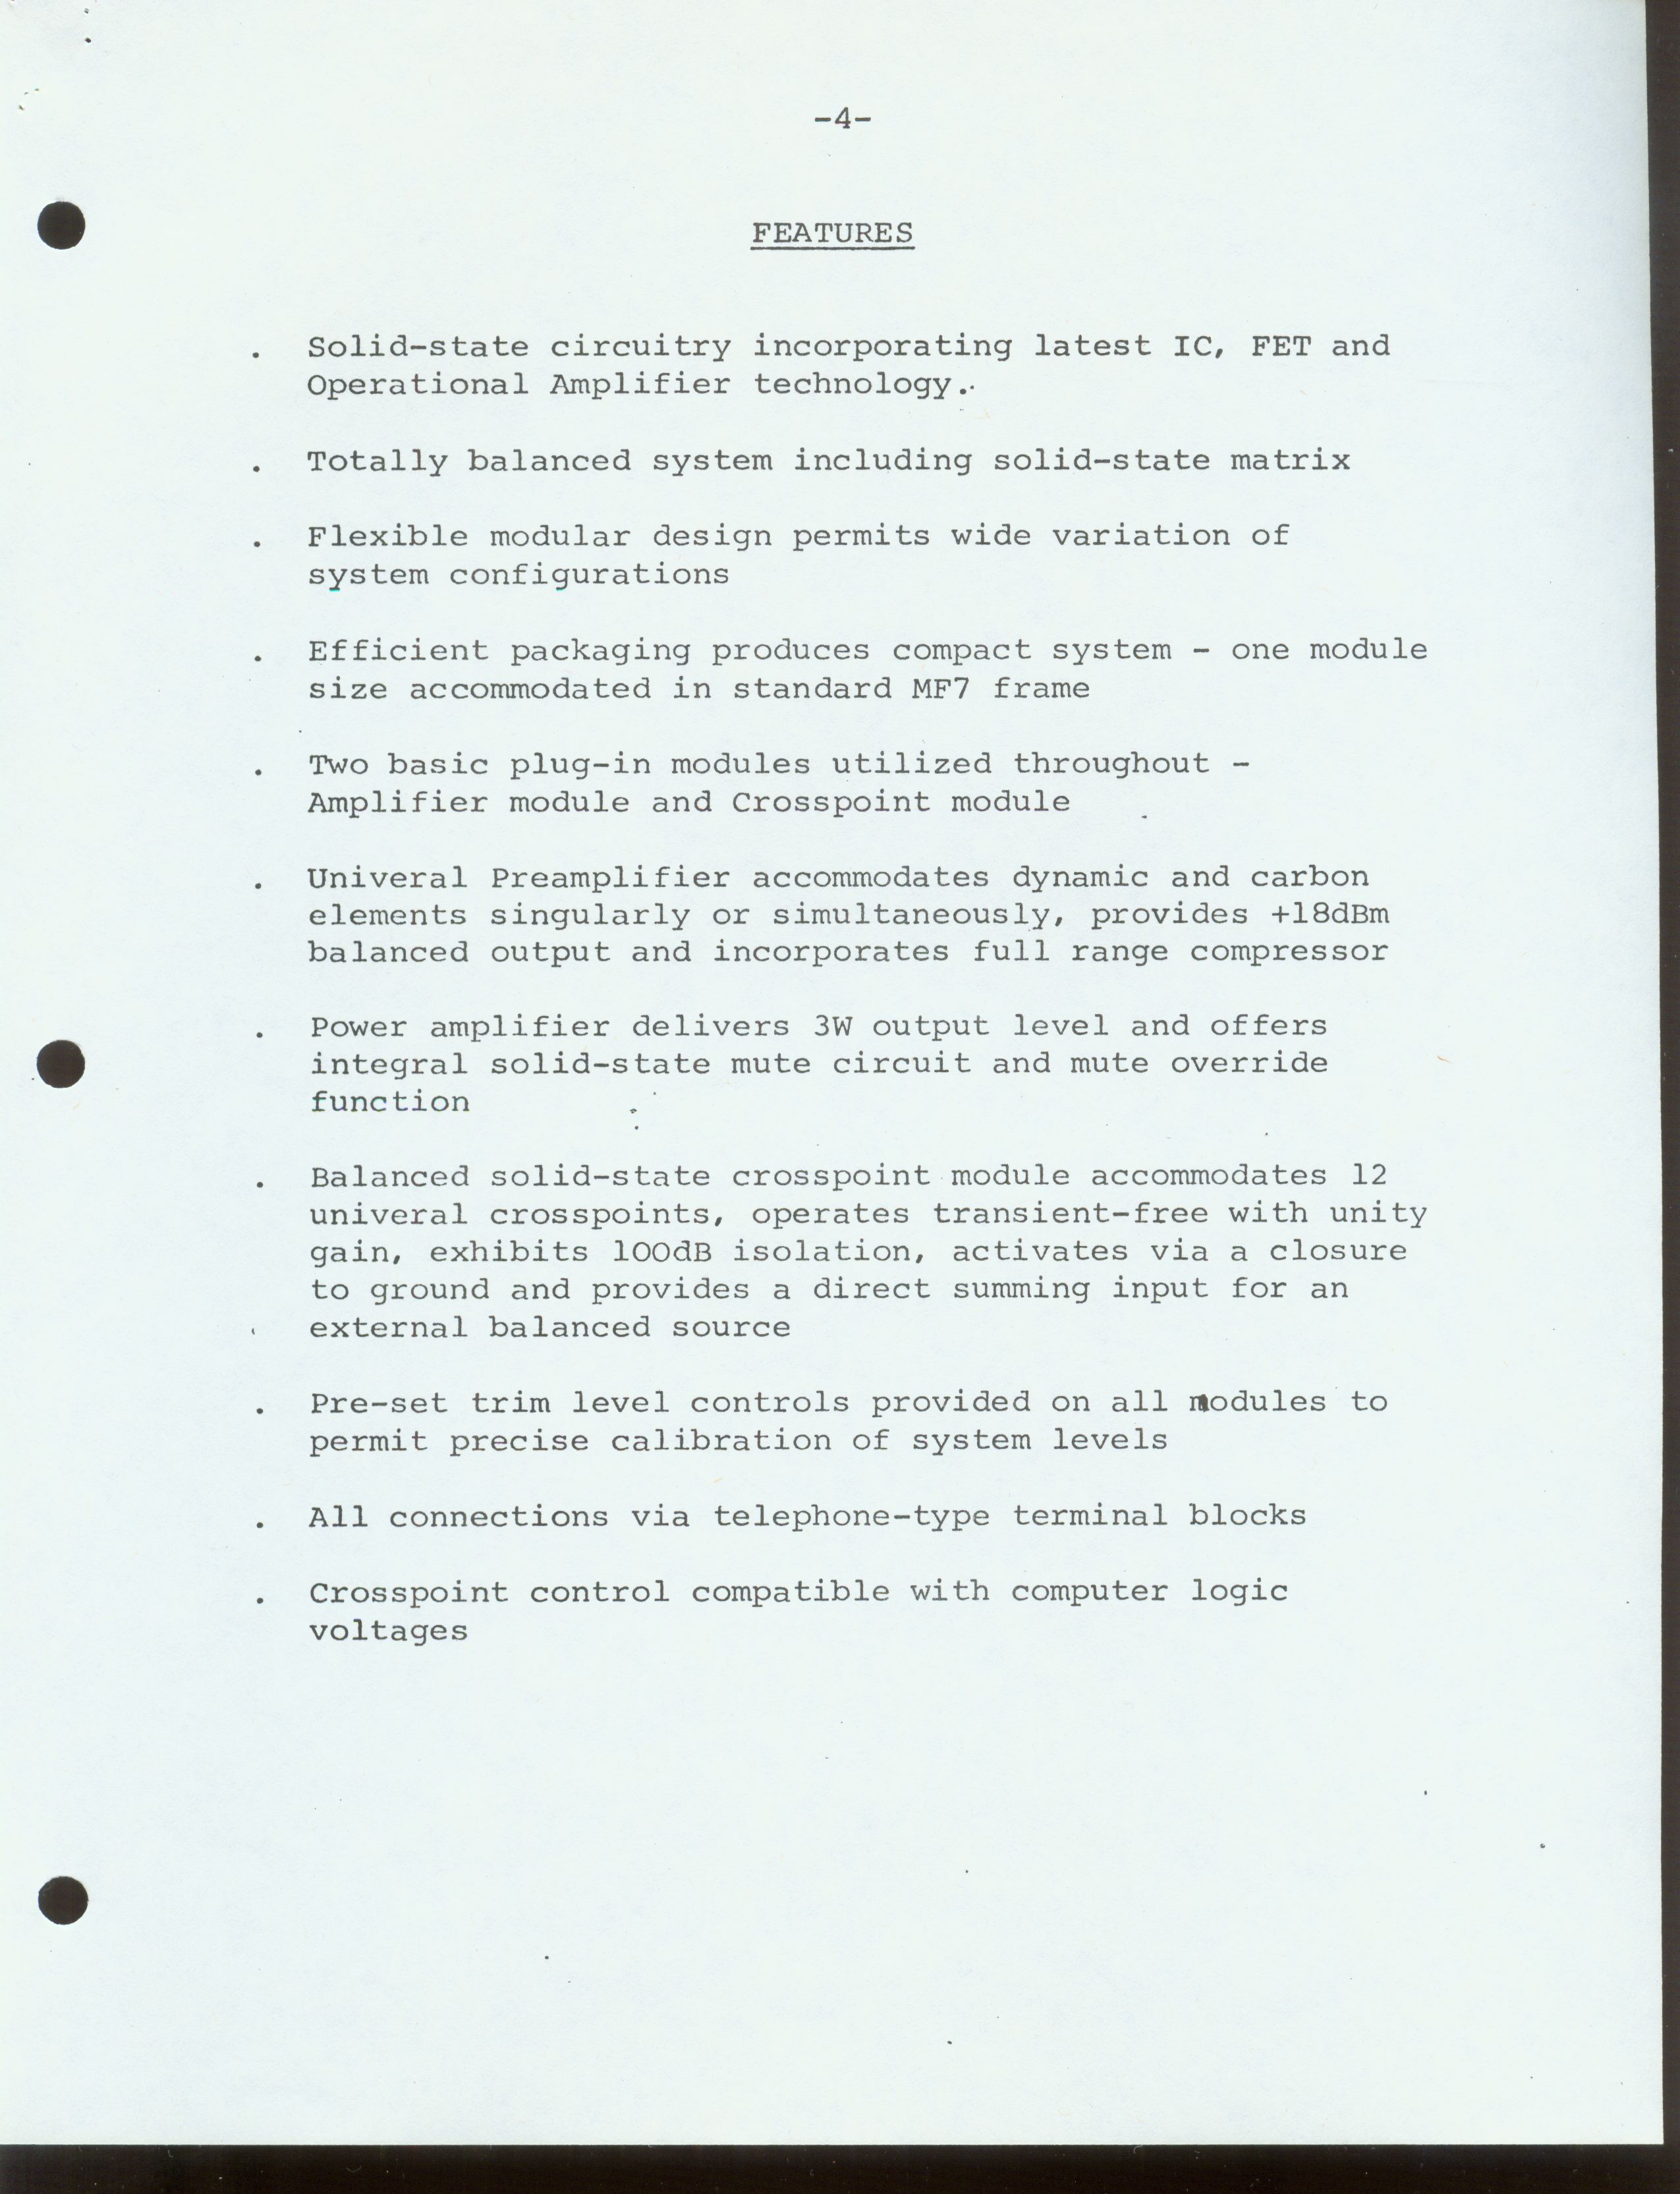 -4-
FEATURES
. Solid-state circuitry incorporating latest IC, FET and
Operational Amplifier technology.
. Totally balanced system including solid-state matrix
. Flexible modular design permits wide variation of
system configurations
. Efficient packaging produces compact system - one module
size accommodated in standard MF7 frame
. Two basic plug-in modules utilized throughout -
Amplifier module and Crosspoint module
. Univeral Preamplifier accommodates dynamic and carbon
elements singularly or simultaneously, provides +18dBm
balanced output and incorporates full range compressor
. Power amplifier delivers 3W output level and offers
integral solid-state mute circuit and mute override
function
. Balanced solid-state crosspoint module accommodates 12
univeral crosspoints, operates transient-free with unity
gain, exhibits 100dB isolation, activates via a closure
to ground and provides a direct summing input for an
external balanced source
. Pre-set trim level controls provided on all modules to
permit precise calibration of system levels
. All connections via telephone-type terminal blocks
. Crosspoint control compatible with computer logic
voltages